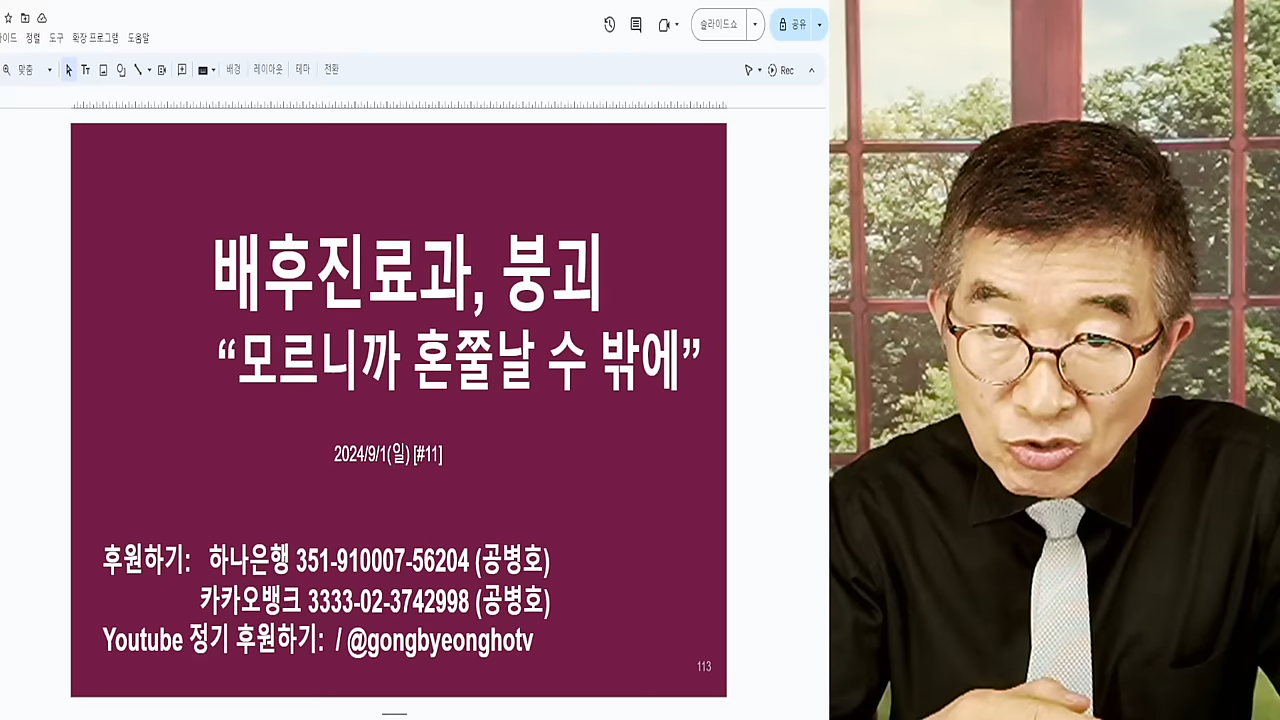 정렬 도구 확장 프로그램 도움말
슬라이드쇼
공유
맞춤
배경 레이아웃 테마 전환
Rec
배후진료과, 붕괴
“모르니까 혼쭐날 수 밖에”
2024/9/1(일) [#11]
후원하기: 하나은행 351-910007-56204 (공병호)
카카오뱅크 3333-02-3742998 (공병호)
Youtube 정기 후원하기: / @gongbyeonghotv
113